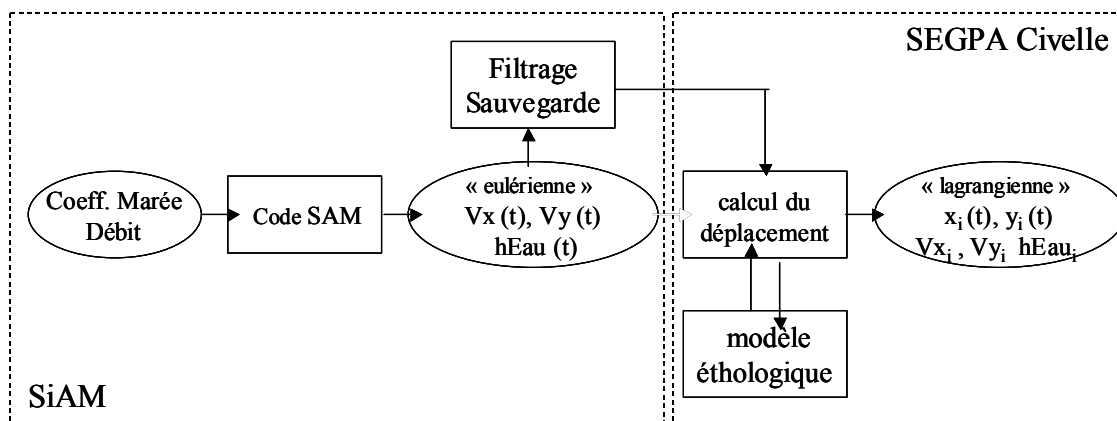 SEGPA Civelle
Filtrage
Sauvegarde
Coeff. Marée
Débit
Code SAM
« eulérienne »
Vx (t), Vy (t)
hEau (t)
calcul du
déplacement
« lagrangienne »
xi (t), yi (t)
Vxi , Vyi hEaui
modèle
éthologique
SiAM